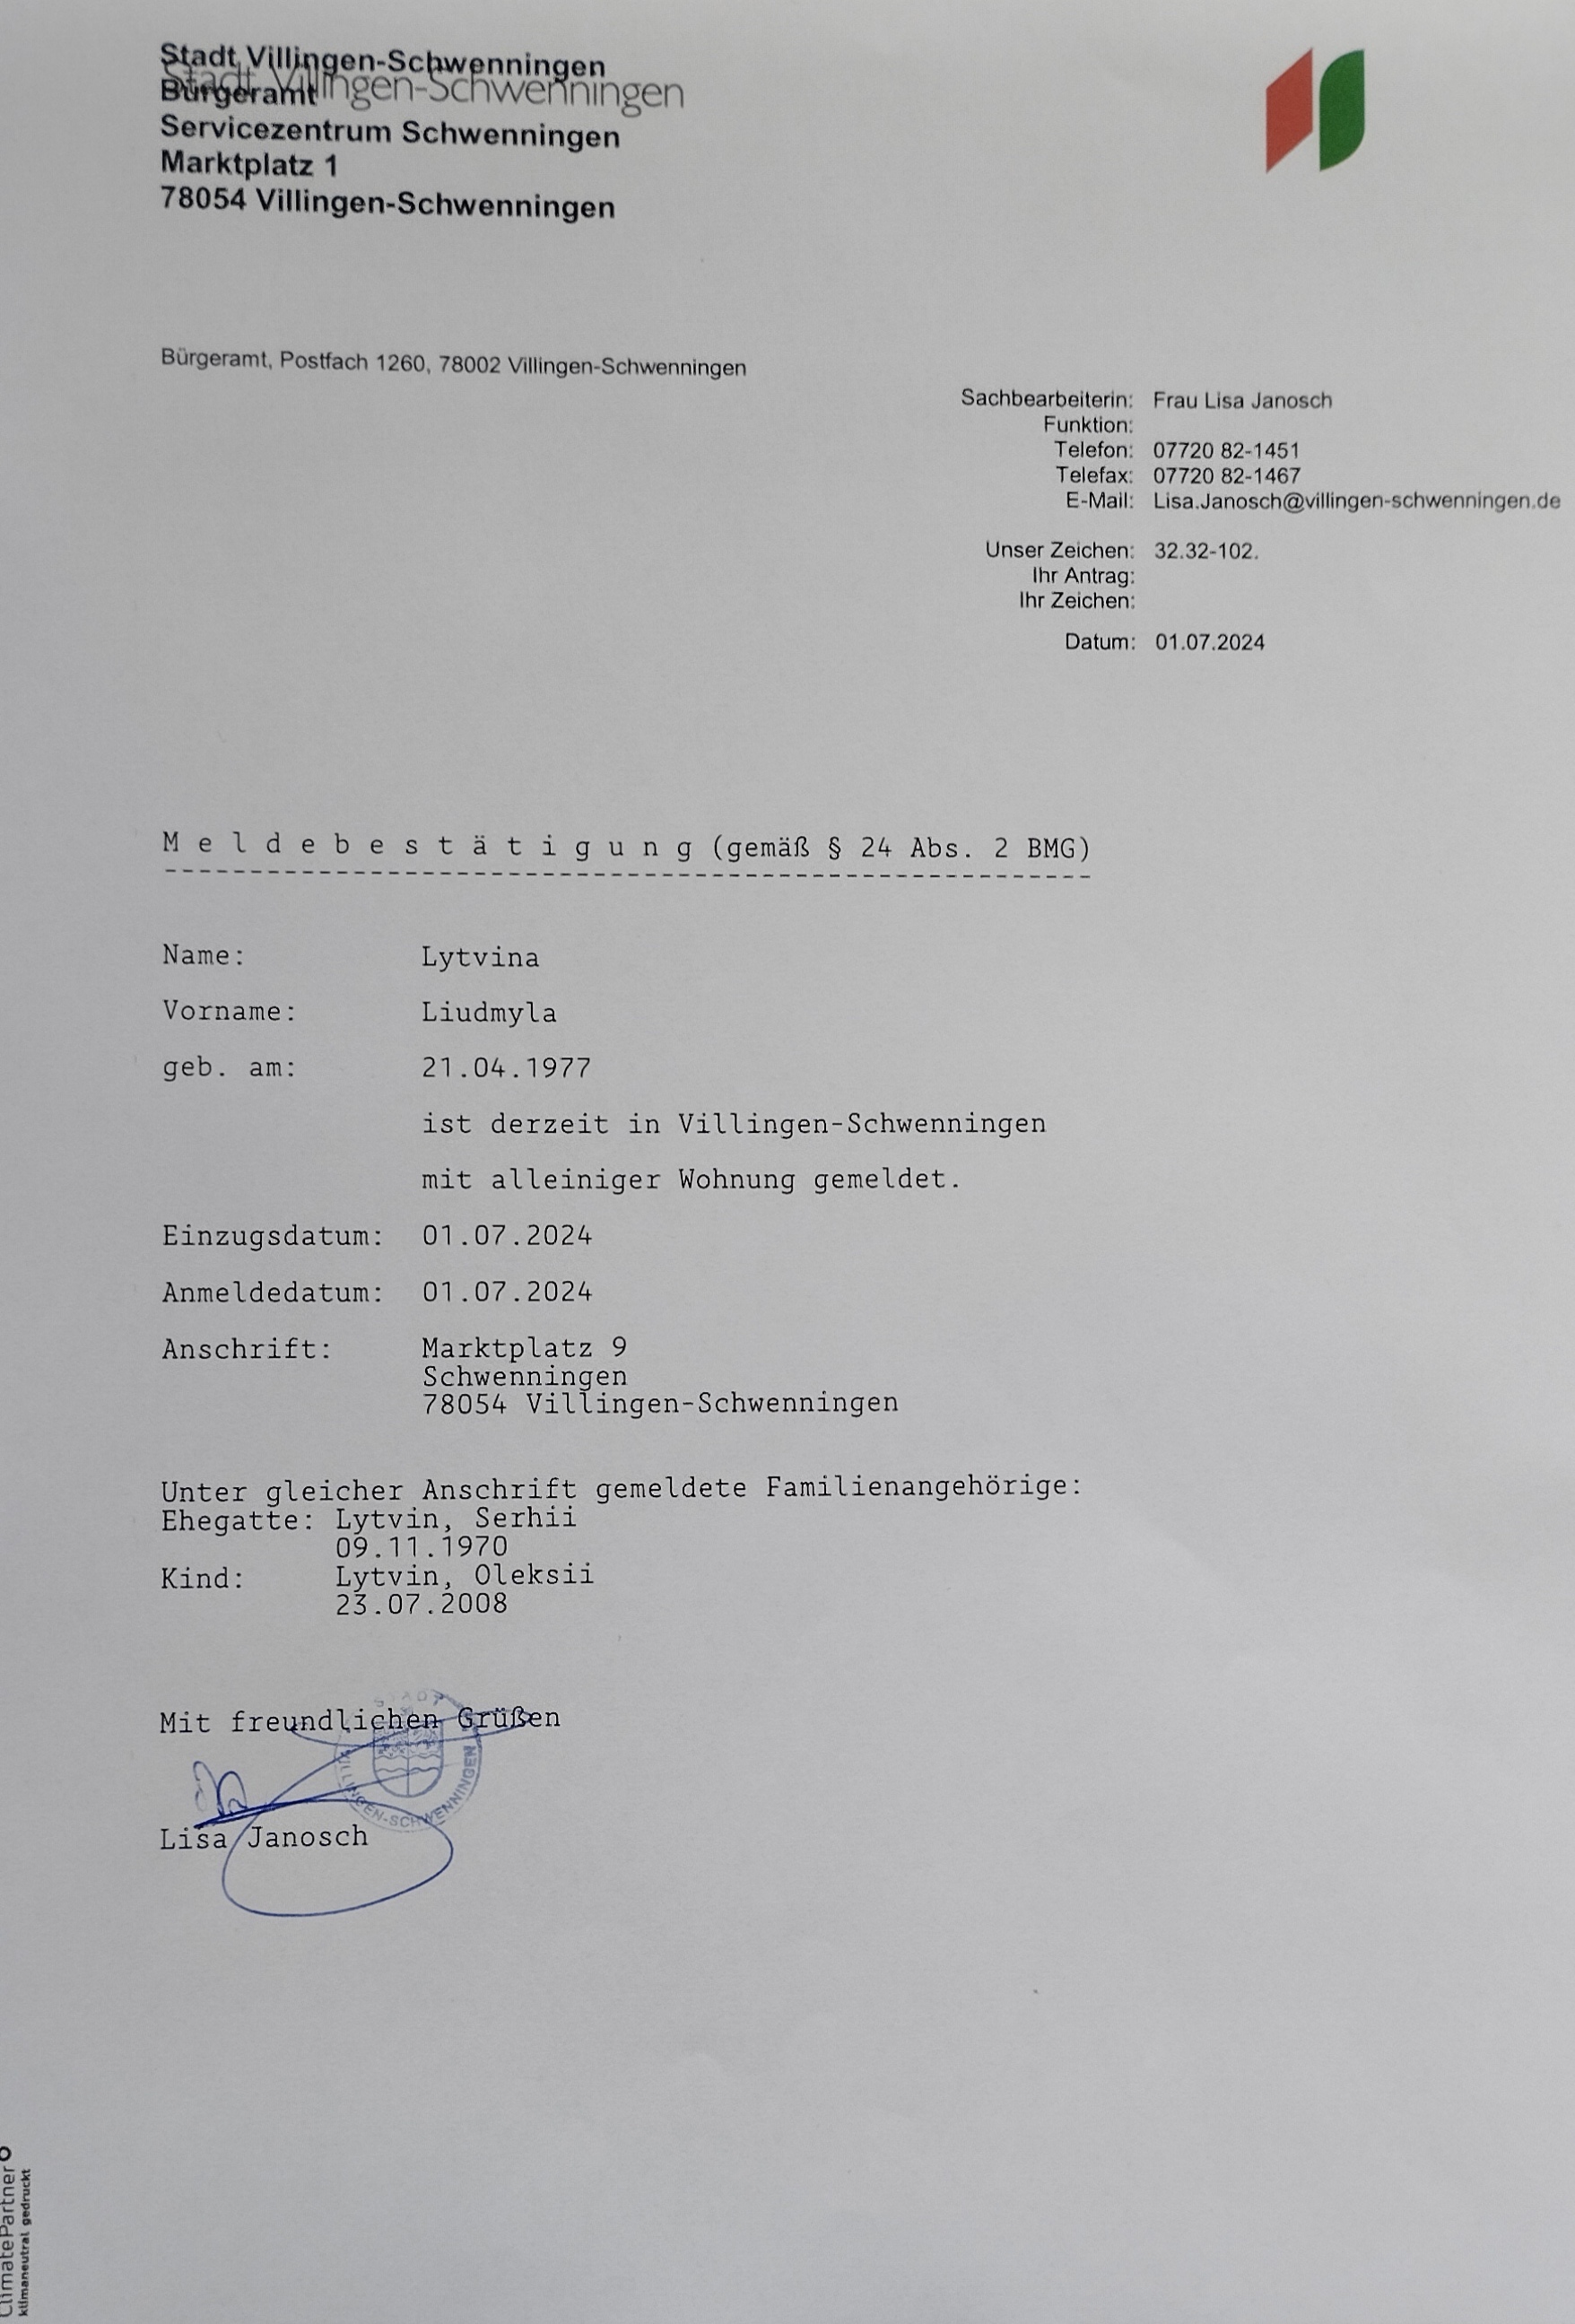 Stadt Villingen-Schwenningen
Stadt Villingen-Schwenningen
Bürgeramt
Servicezentrum Schwenningen
Marktplatz 1
78054 Villingen-Schwenningen
Bürgeramt, Postfach 1260, 78002 Villingen-Schwenningen
Sachbearbeiterin: Frau Lisa Janosch
Funktion:
Telefon: 07720 82-1451
Telefax: 07720 82-1467
E-Mail: Lisa.Janosch@villingen-schwenningen.de
Unser Zeichen: 32.32-102.
Ihr Antrag:
Ihr Zeichen:
Datum: 01.07.2024
M e l d e b e s t ä t i g u n g (gemäß § 24 Abs. 2 BMG)
Name: Lytvina
Vorname: Liudmyla
geb. am: 21.04.1977
ist derzeit in Villingen-Schwenningen
mit alleiniger Wohnung gemeldet.
Einzugsdatum: 01.07.2024
Anmeldedatum: 01.07.2024
Anschrift: Marktplatz 9
Schwenningen
78054 Villingen-Schwenningen
Unter gleicher Anschrift gemeldete Familienangehörige:
Ehegatte: Lytvin, Serhii
09.11.1970
Kind: Lytvin, Oleksii
23.07.2008
Mit freundlichen Grüßen
STADT
VILLINGEN-SCHWENNINGEN
Lisa Janosch
ClimatePartner
klimaneutral gedruckt